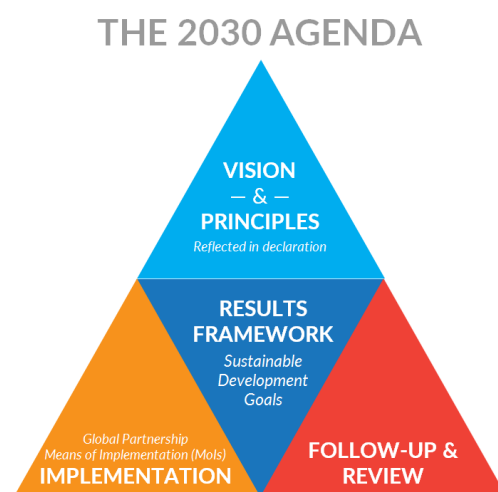 THE 2030 AGENDA
VISION
— & —
PRINCIPLES
Reflected in declaration
RESULTS
FRAMEWORK
Sustainable
Development
Goals
Global Partnership
Means of Implementation (MoIs)
IMPLEMENTATION
FOLLOW-UP &
REVIEW